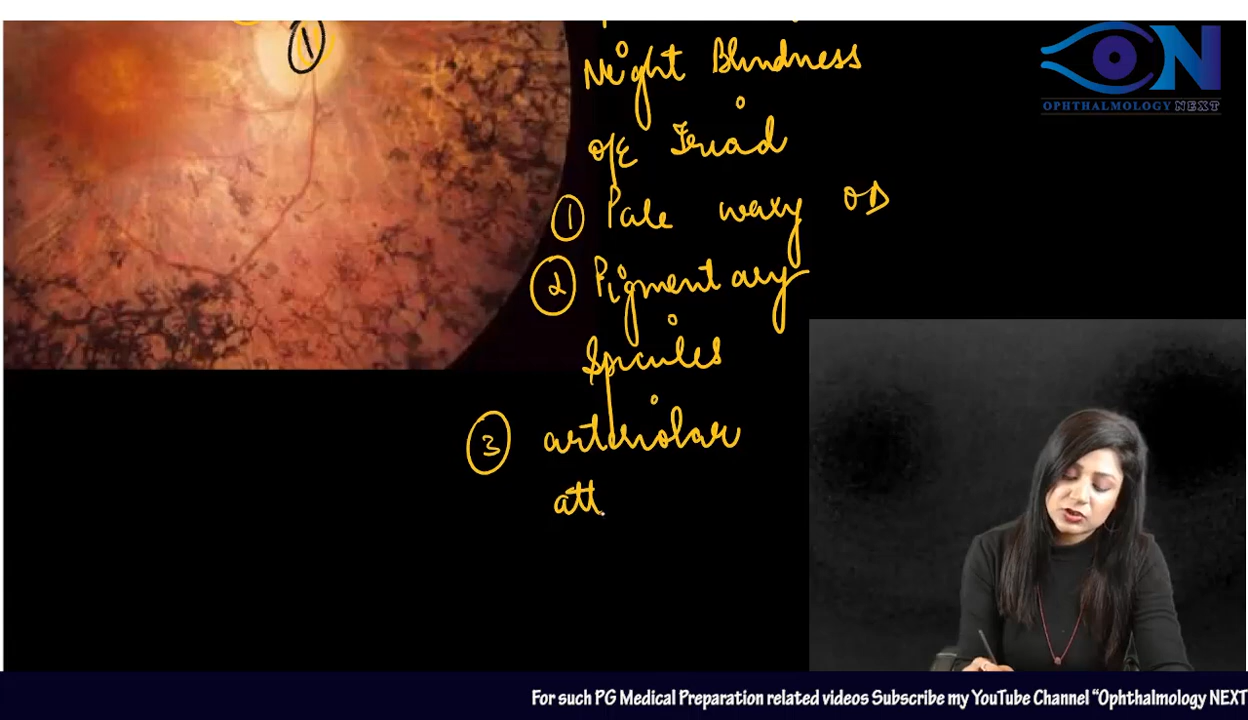 1
Night Blindness
O/E Triad
1 Pale waxy OD
2 Pigmentary
Spicules
3 arteriolar
att
ON
OPHTHALMOLOGY NEXT
For such PG Medical Preparation related videos Subscribe my YouTube Channel “Ophthalmology NEXT